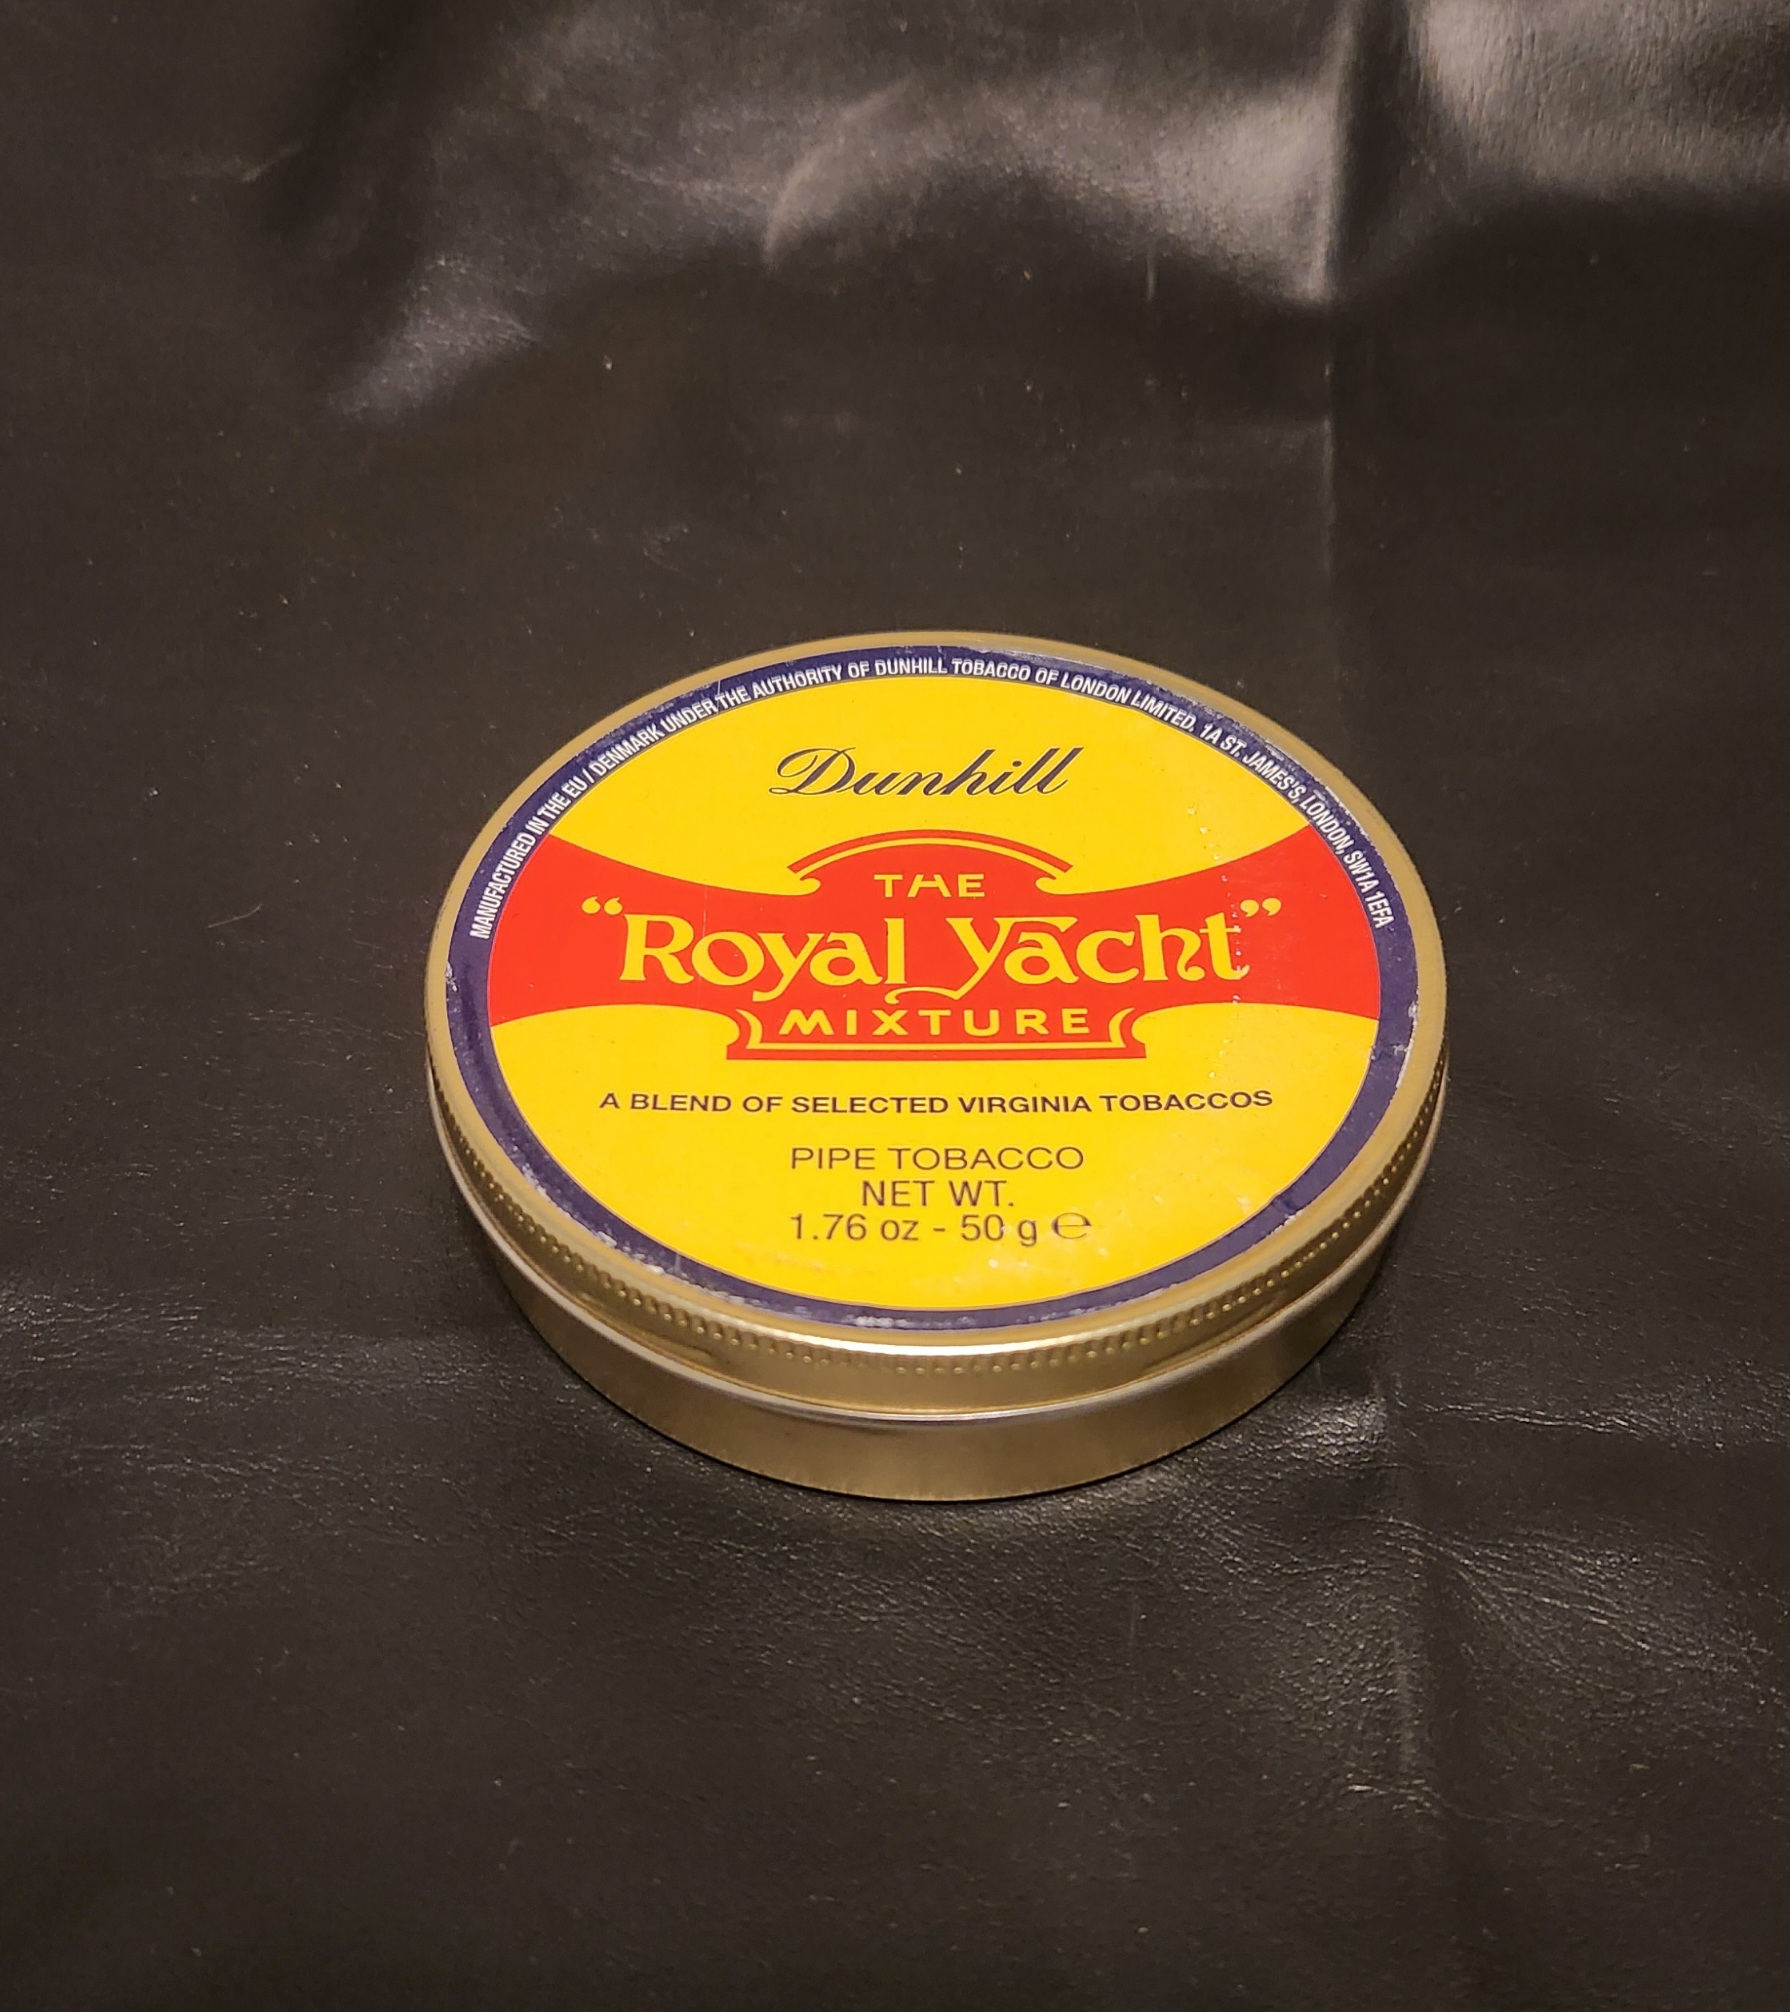 MANUFACTURED IN THE EU / DENMARK UNDER THE AUTHORITY OF DUNHILL TOBACCO OF LONDON LIMITED. 1A ST. JAMES'S, LONDON, SW1A 1EFA
Dunhill
THE
“Royal Yacht”
MIXTURE
A BLEND OF SELECTED VIRGINIA TOBACCOS
PIPE TOBACCO
NET WT.
1.76 oz - 50 g ℮